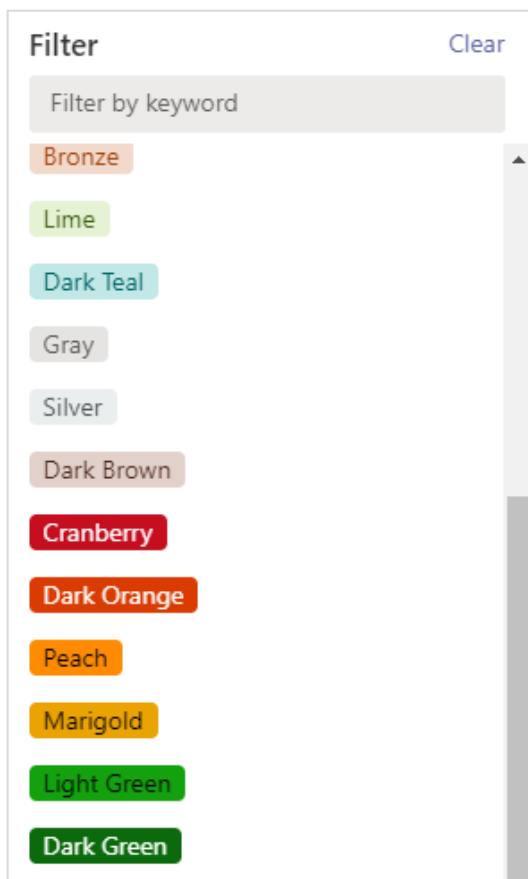 Filter
Clear
Filter by keyword
Bronze
Lime
Dark Teal
Gray
Silver
Dark Brown
Cranberry
Dark Orange
Peach
Marigold
Light Green
Dark Green